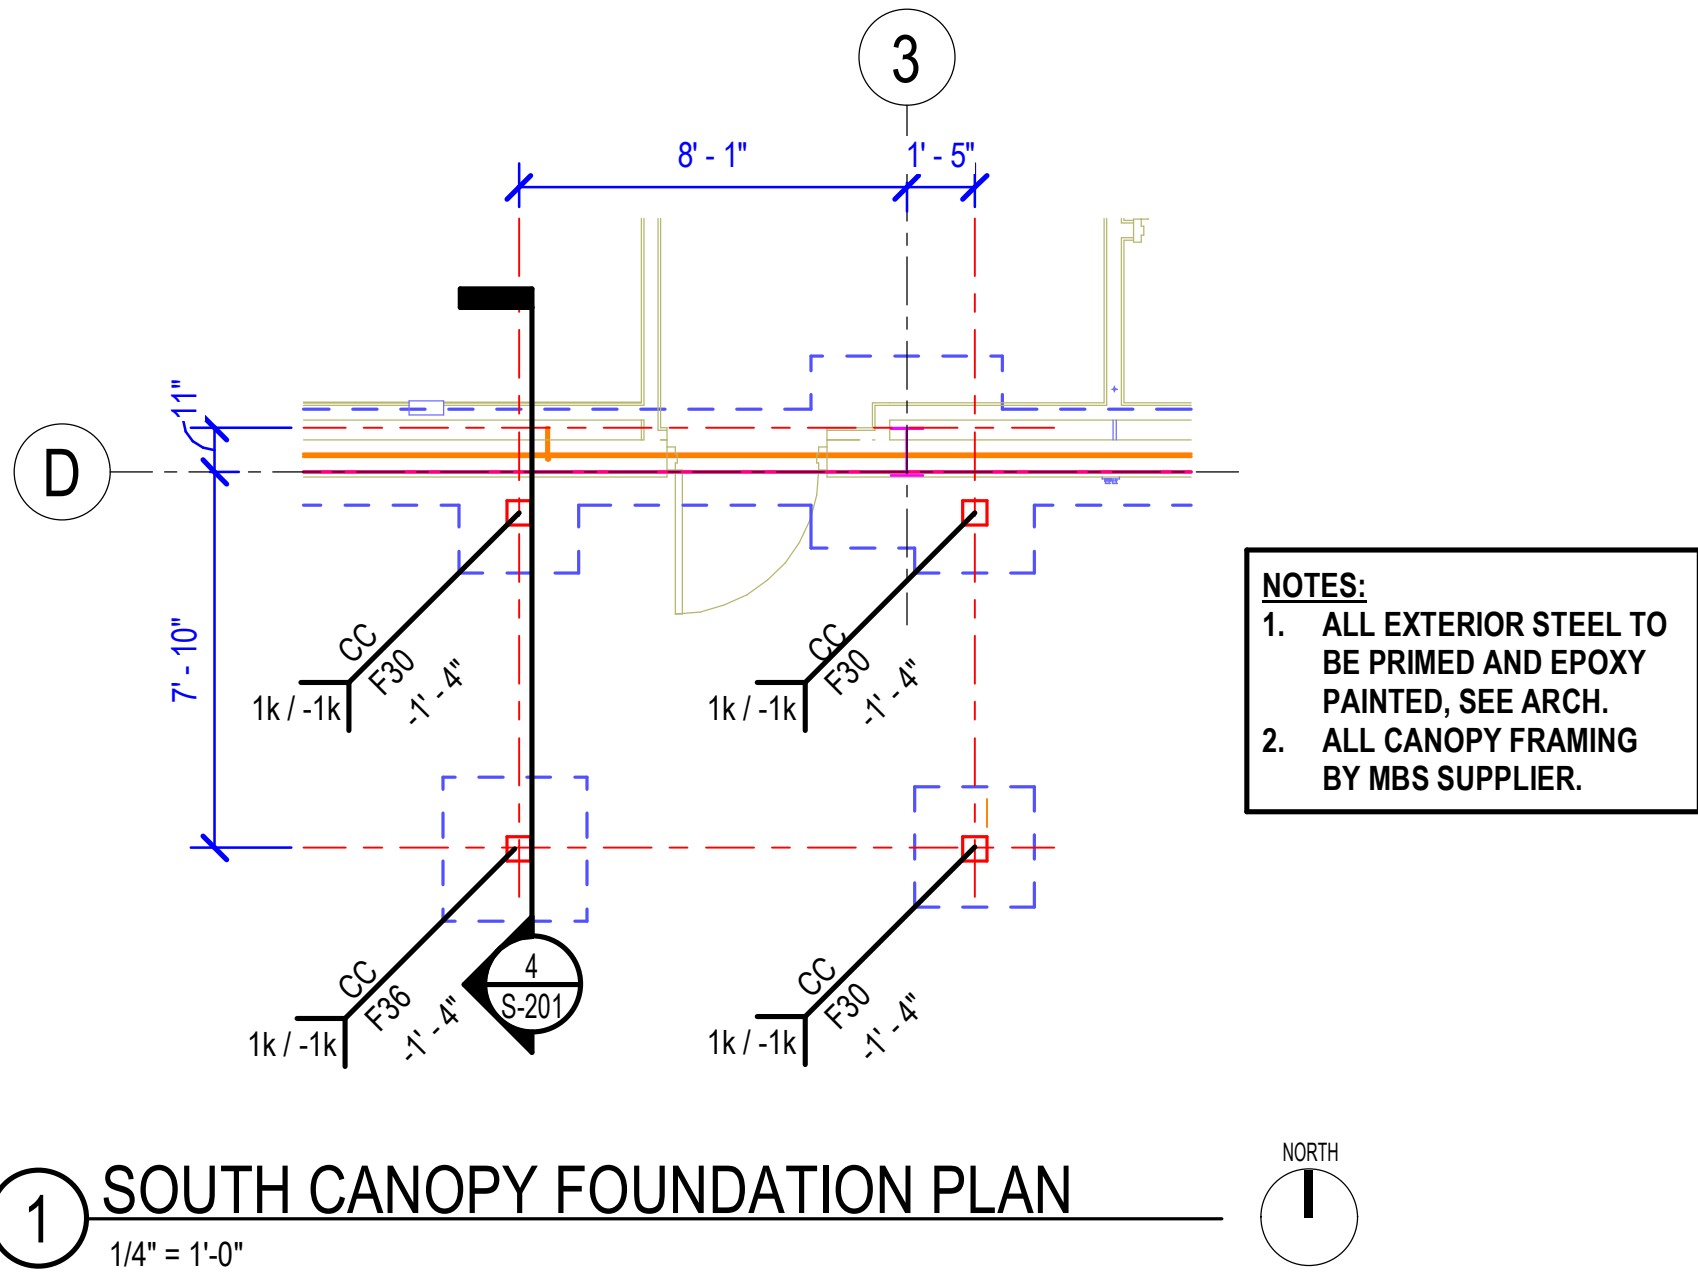 3
8' - 1"
1' - 5"
11"
D
7' - 10"
CC
F30
-1' - 4"
1k / -1k
CC
F30
-1' - 4"
1k / -1k
NOTES:
1. ALL EXTERIOR STEEL TO
BE PRIMED AND EPOXY
PAINTED, SEE ARCH.
2. ALL CANOPY FRAMING
BY MBS SUPPLIER.
CC
F36
-1' - 4"
1k / -1k
4
S-201
CC
F30
-1' - 4"
1k / -1k
1
SOUTH CANOPY FOUNDATION PLAN
1/4" = 1'-0"
NORTH